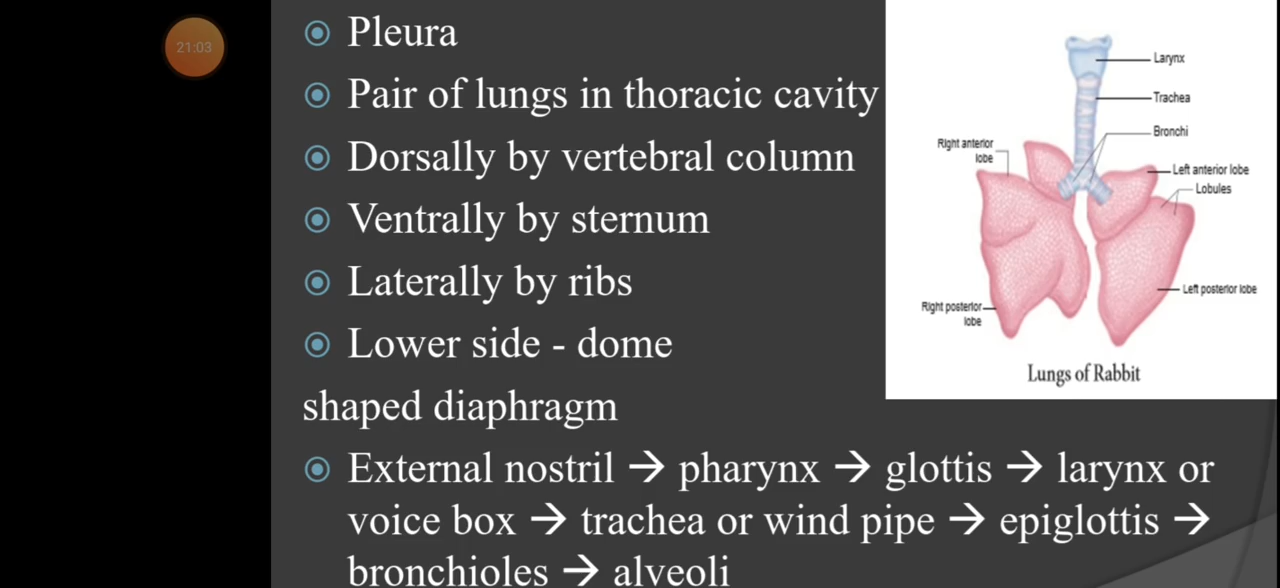 21:03
Pleura
Pair of lungs in thoracic cavity
Dorsally by vertebral column
Ventrally by sternum
Laterally by ribs
Lower side - dome
shaped diaphragm
External nostril → pharynx → glottis → larynx or
voice box → trachea or wind pipe → epiglottis →
bronchioles → alveoli
Larynx
Trachea
Bronchi
Right anterior
lobe
Left anterior lobe
Lobules
Left posterior lobe
Right posterior
lobe
Lungs of Rabbit